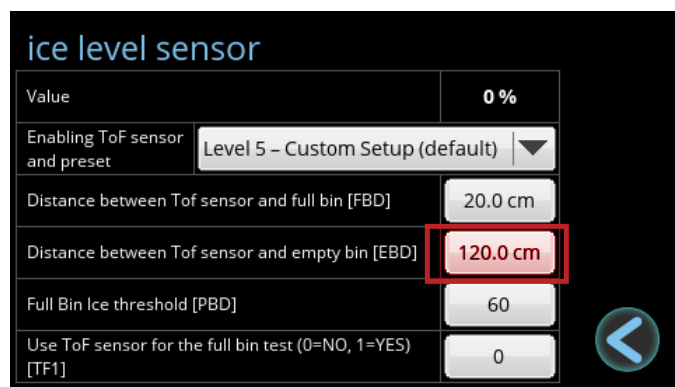 ice level sensor
Value
0 %
Enabling ToF sensor
and preset
Level 5 – Custom Setup (default)
Distance between Tof sensor and full bin [FBD]
20.0 cm
Distance between Tof sensor and empty bin [EBD]
120.0 cm
Full Bin Ice threshold [PBD]
60
Use ToF sensor for the full bin test (0=NO, 1=YES)
[TF1]
0